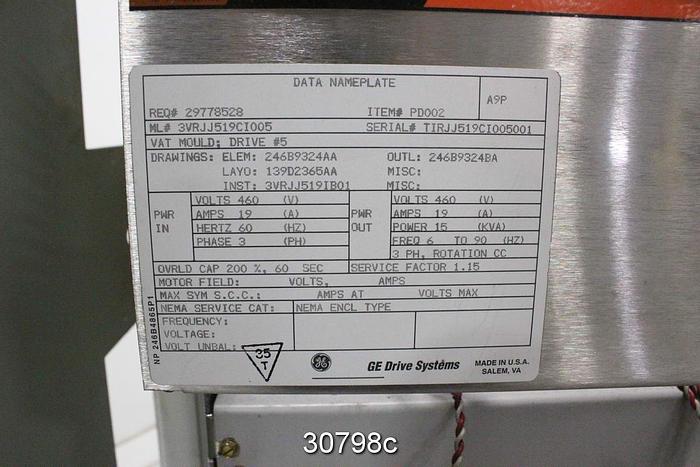 DATA NAMEPLATE
A9P
REQ# 29778528 ITEM# PD002
ML# 3VRJJ519CI005 SERIAL# TIRJJ519CI005001
VAT MOULD; DRIVE #5
DRAWINGS: ELEM: 246B9324AA OUTL: 246B9324BA
LAYO: 139D2365AA MISC:
INST: 3VRJJ519IB01 MISC:
PWR IN
VOLTS 460 (V)
AMPS 19 (A)
HERTZ 60 (HZ)
PHASE 3 (PH)
PWR OUT
VOLTS 460 (V)
AMPS 19 (A)
POWER 15 (KVA)
FREQ 6 TO 90 (HZ)
3 PH, ROTATION CC
OVRLD CAP 200 %, 60 SEC SERVICE FACTOR 1.15
MOTOR FIELD: VOLTS, AMPS
MAX SYM S.C.C.: AMPS AT VOLTS MAX
NEMA SERVICE CAT: NEMA ENCL TYPE
FREQUENCY:
VOLTAGE:
VOLT UNBAL:
35
T
NP 246B4865P1
GE GE Drive Systems
MADE IN U.S.A.
SALEM, VA
30798c